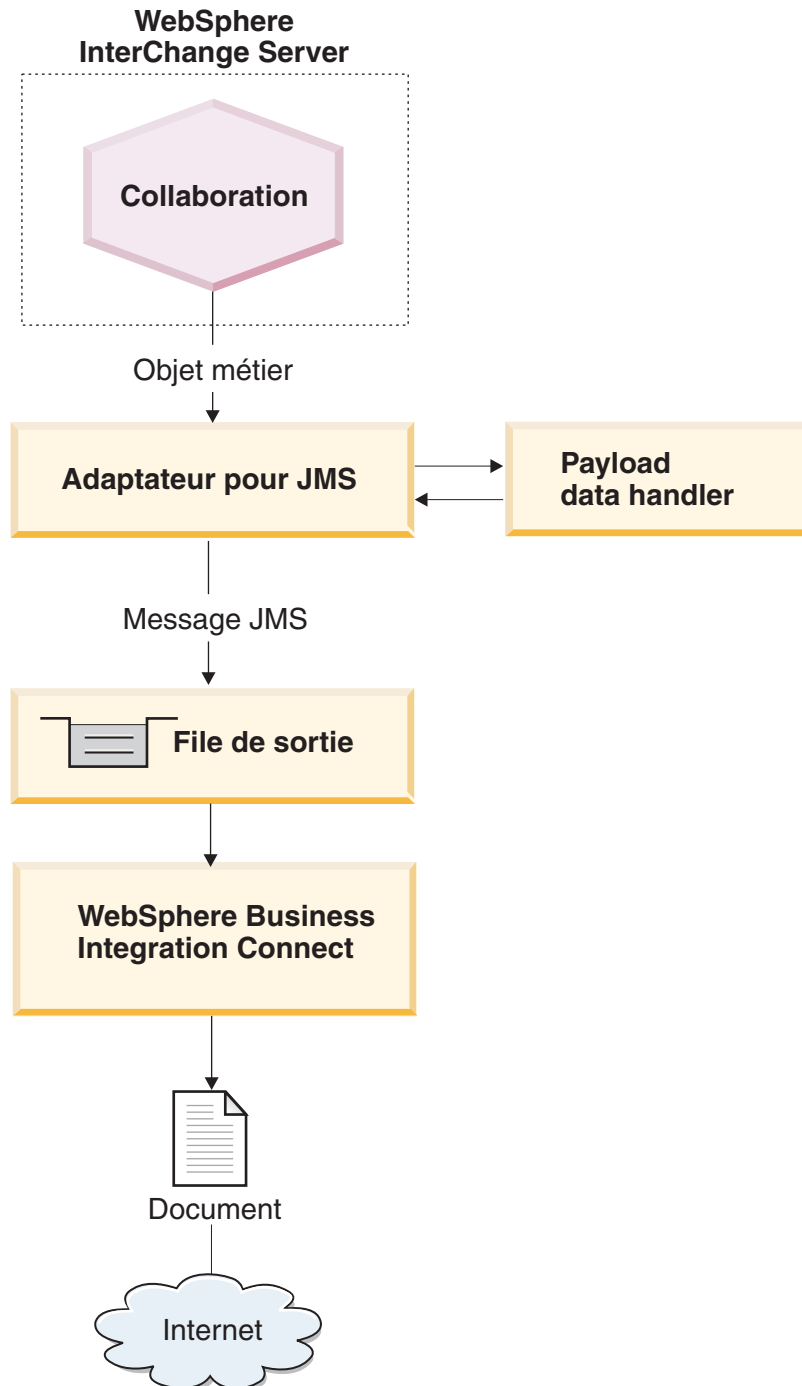 WebSphere
InterChange Server
Collaboration
Objet métier
Adaptateur pour JMS
Payload
data handler
Message JMS
File de sortie
WebSphere Business
Integration Connect
Document
Internet